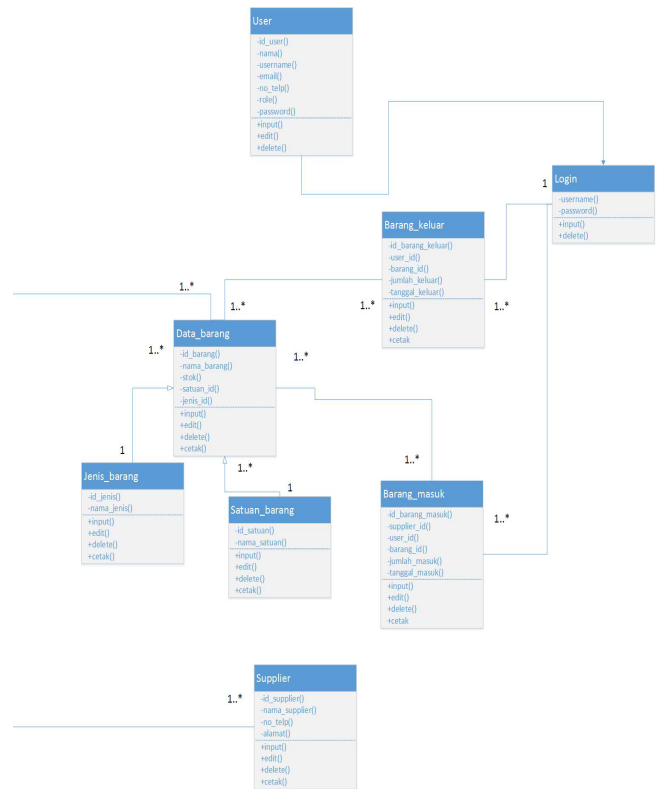 User
-id_user()
-nama()
-username()
-email()
-no_telp()
-role()
-password()
+input()
+edit()
+delete()
Login
-username()
-password()
+input()
+delete()
1
Barang_keluar
-id_barang_keluar()
-user_id()
-barang_id()
-jumlah_keluar()
-tanggal_keluar()
+input()
+edit()
+delete()
+cetak
1..*
1..*
1..*
1..*
Data_barang
-id_barang()
-nama_barang()
-stok()
-satuan_id()
-jenis_id()
+input()
+edit()
+delete()
+cetak()
1..*
1..*
1
1..*
1
1..*
Jenis_barang
-id_jenis()
-nama_jenis()
+input()
+edit()
+delete()
+cetak()
Satuan_barang
-id_satuan()
-nama_satuan()
+input()
+edit()
+delete()
+cetak()
Barang_masuk
-id_barang_masuk()
-supplier_id()
-user_id()
-barang_id()
-jumlah_masuk()
-tanggal_masuk()
+input()
+edit()
+delete()
+cetak
1..*
Supplier
-id_supplier()
-nama_supplier()
-no_telp()
-alamat()
+input()
+edit()
+delete()
+cetak()
1..*